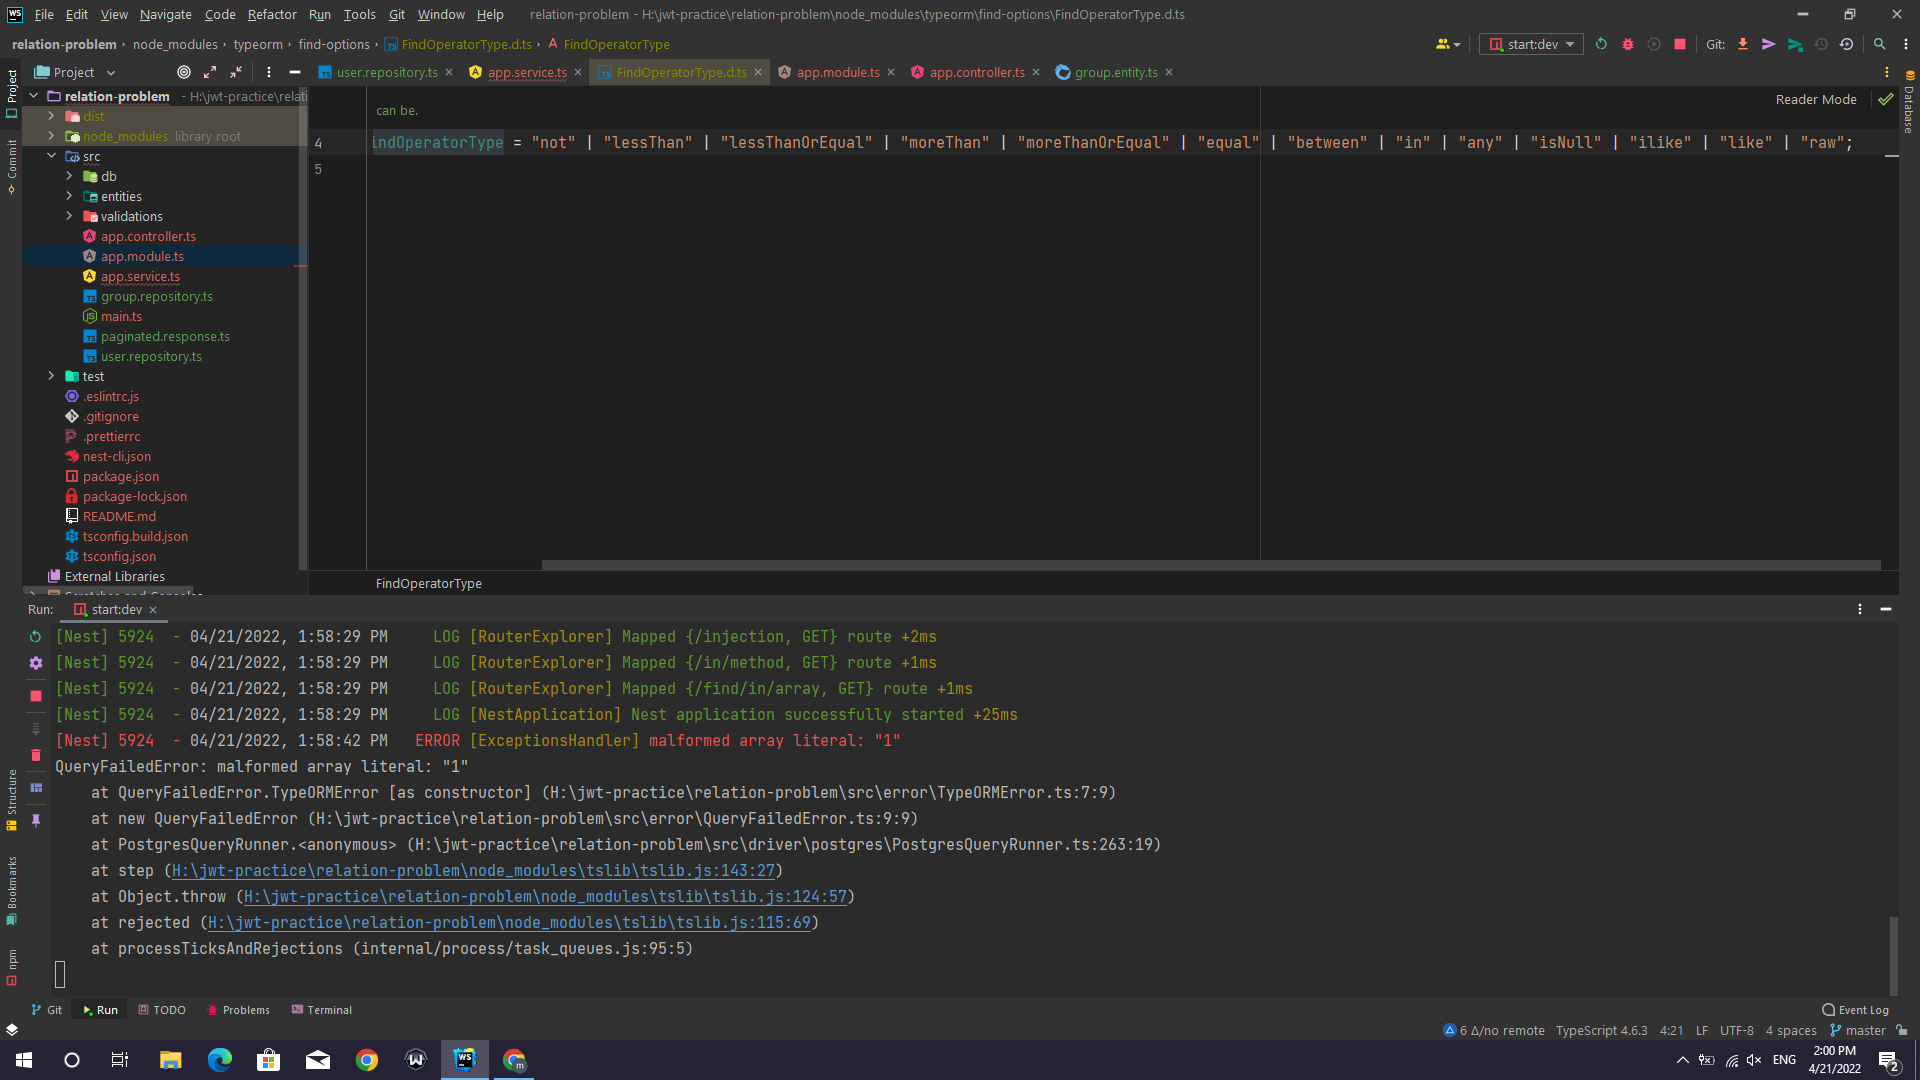 WS File Edit View Navigate Code Refactor Run Tools Git Window Help relation-problem - H:\jwt-practice\relation-problem\node_modules\typeorm\find-options\FindOperatorType.d.ts
relation-problem › node_modules › typeorm › find-options › FindOperatorType.d.ts › FindOperatorType
start:dev Git:
Project
user.repository.ts app.service.ts FindOperatorType.d.ts app.module.ts app.controller.ts group.entity.ts
Project
Commit
Structure
Bookmarks
npm
Database
relation-problem - H:\jwt-practice\relati
dist
node_modules library root
src
db
entities
validations
app.controller.ts
app.module.ts
app.service.ts
group.repository.ts
main.ts
paginated.response.ts
user.repository.ts
test
.eslintrc.js
.gitignore
.prettierrc
nest-cli.json
package.json
package-lock.json
README.md
tsconfig.build.json
tsconfig.json
External Libraries
can be.
Reader Mode
4 indOperatorType = "not" | "lessThan" | "lessThanOrEqual" | "moreThan" | "moreThanOrEqual" | "equal" | "between" | "in" | "any" | "isNull" | "ilike" | "like" | "raw";
5
FindOperatorType
Run: start:dev
[Nest] 5924  - 04/21/2022, 1:58:29 PM     LOG [RouterExplorer] Mapped {/injection, GET} route +2ms
[Nest] 5924  - 04/21/2022, 1:58:29 PM     LOG [RouterExplorer] Mapped {/in/method, GET} route +1ms
[Nest] 5924  - 04/21/2022, 1:58:29 PM     LOG [RouterExplorer] Mapped {/find/in/array, GET} route +1ms
[Nest] 5924  - 04/21/2022, 1:58:29 PM     LOG [NestApplication] Nest application successfully started +25ms
[Nest] 5924  - 04/21/2022, 1:58:42 PM   ERROR [ExceptionsHandler] malformed array literal: "1"
QueryFailedError: malformed array literal: "1"
    at QueryFailedError.TypeORMError [as constructor] (H:\jwt-practice\relation-problem\src\error\TypeORMError.ts:7:9)
    at new QueryFailedError (H:\jwt-practice\relation-problem\src\error\QueryFailedError.ts:9:9)
    at PostgresQueryRunner.<anonymous> (H:\jwt-practice\relation-problem\src\driver\postgres\PostgresQueryRunner.ts:263:19)
    at step (H:\jwt-practice\relation-problem\node_modules\tslib\tslib.js:143:27)
    at Object.throw (H:\jwt-practice\relation-problem\node_modules\tslib\tslib.js:124:57)
    at rejected (H:\jwt-practice\relation-problem\node_modules\tslib\tslib.js:115:69)
    at processTicksAndRejections (internal/process/task_queues.js:95:5)
Git Run TODO Problems Terminal Event Log
6 Δ/no remote TypeScript 4.6.3 4:21 LF UTF-8 4 spaces master
ENG 2:00 PM
4/21/2022 2